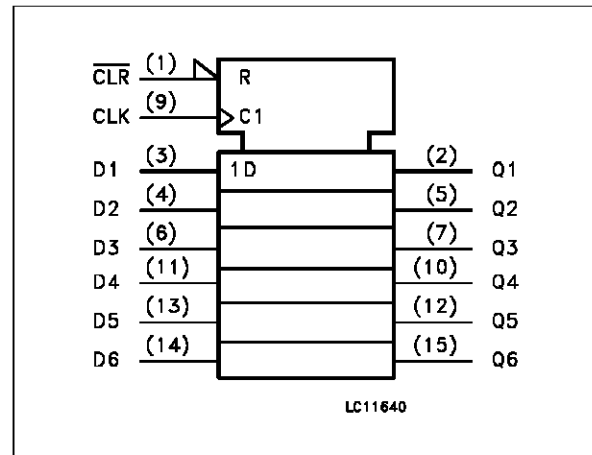 C̅L̅R̅ (1) R
CLK (9) C1
D1 (3) 1D (2) Q1
D2 (4) (5) Q2
D3 (6) (7) Q3
D4 (11) (10) Q4
D5 (13) (12) Q5
D6 (14) (15) Q6
LC11640